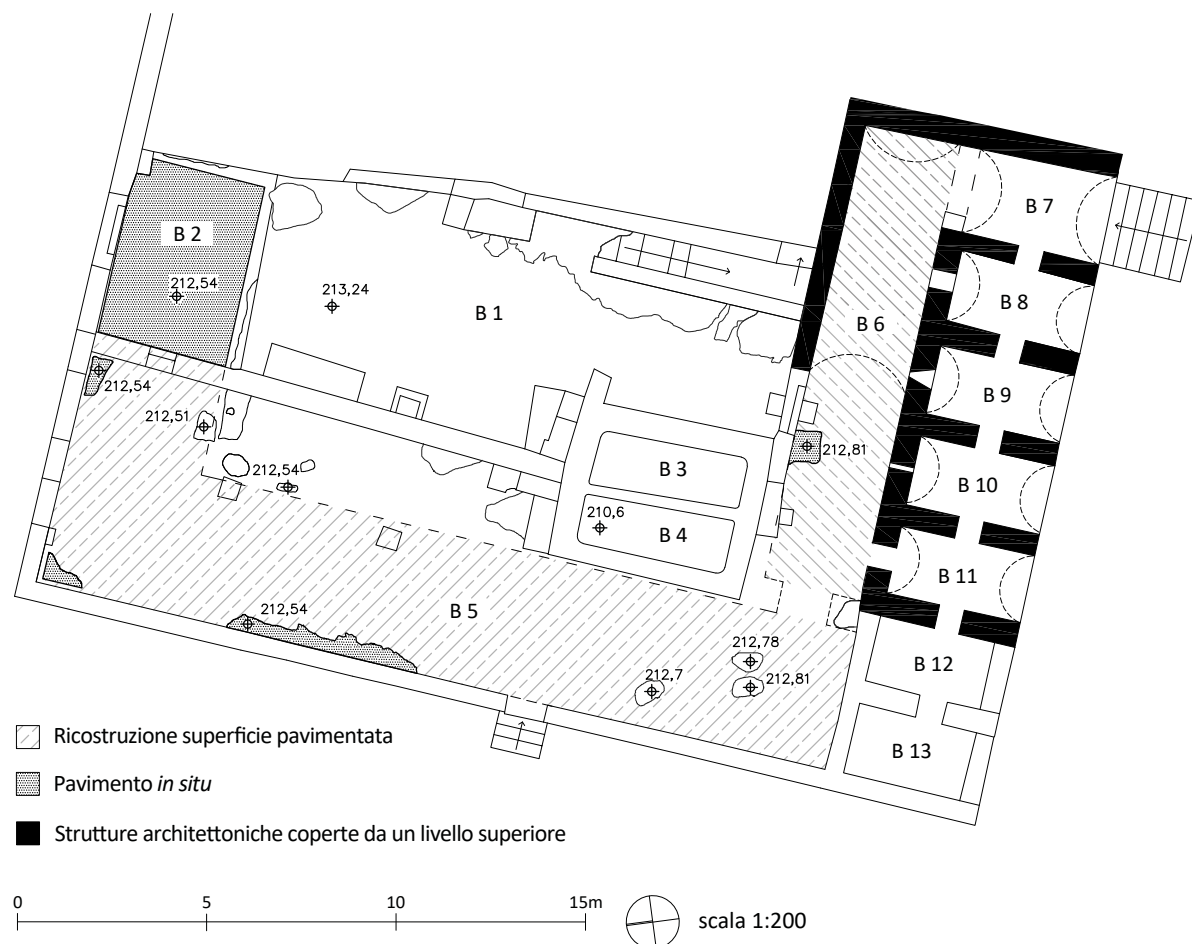 B 7
B 2
212,54
213,24
B 1
B 8
B 6
212,54
B 9
212,51
212,54
B 3
212,81
B 10
210,6
B 4
B 11
212,54
B 5
212,78
B 12
212,7
212,81
B 13
Ricostruzione superficie pavimentata
Pavimento in situ
Strutture architettoniche coperte da un livello superiore
0 5 10 15m
scala 1:200